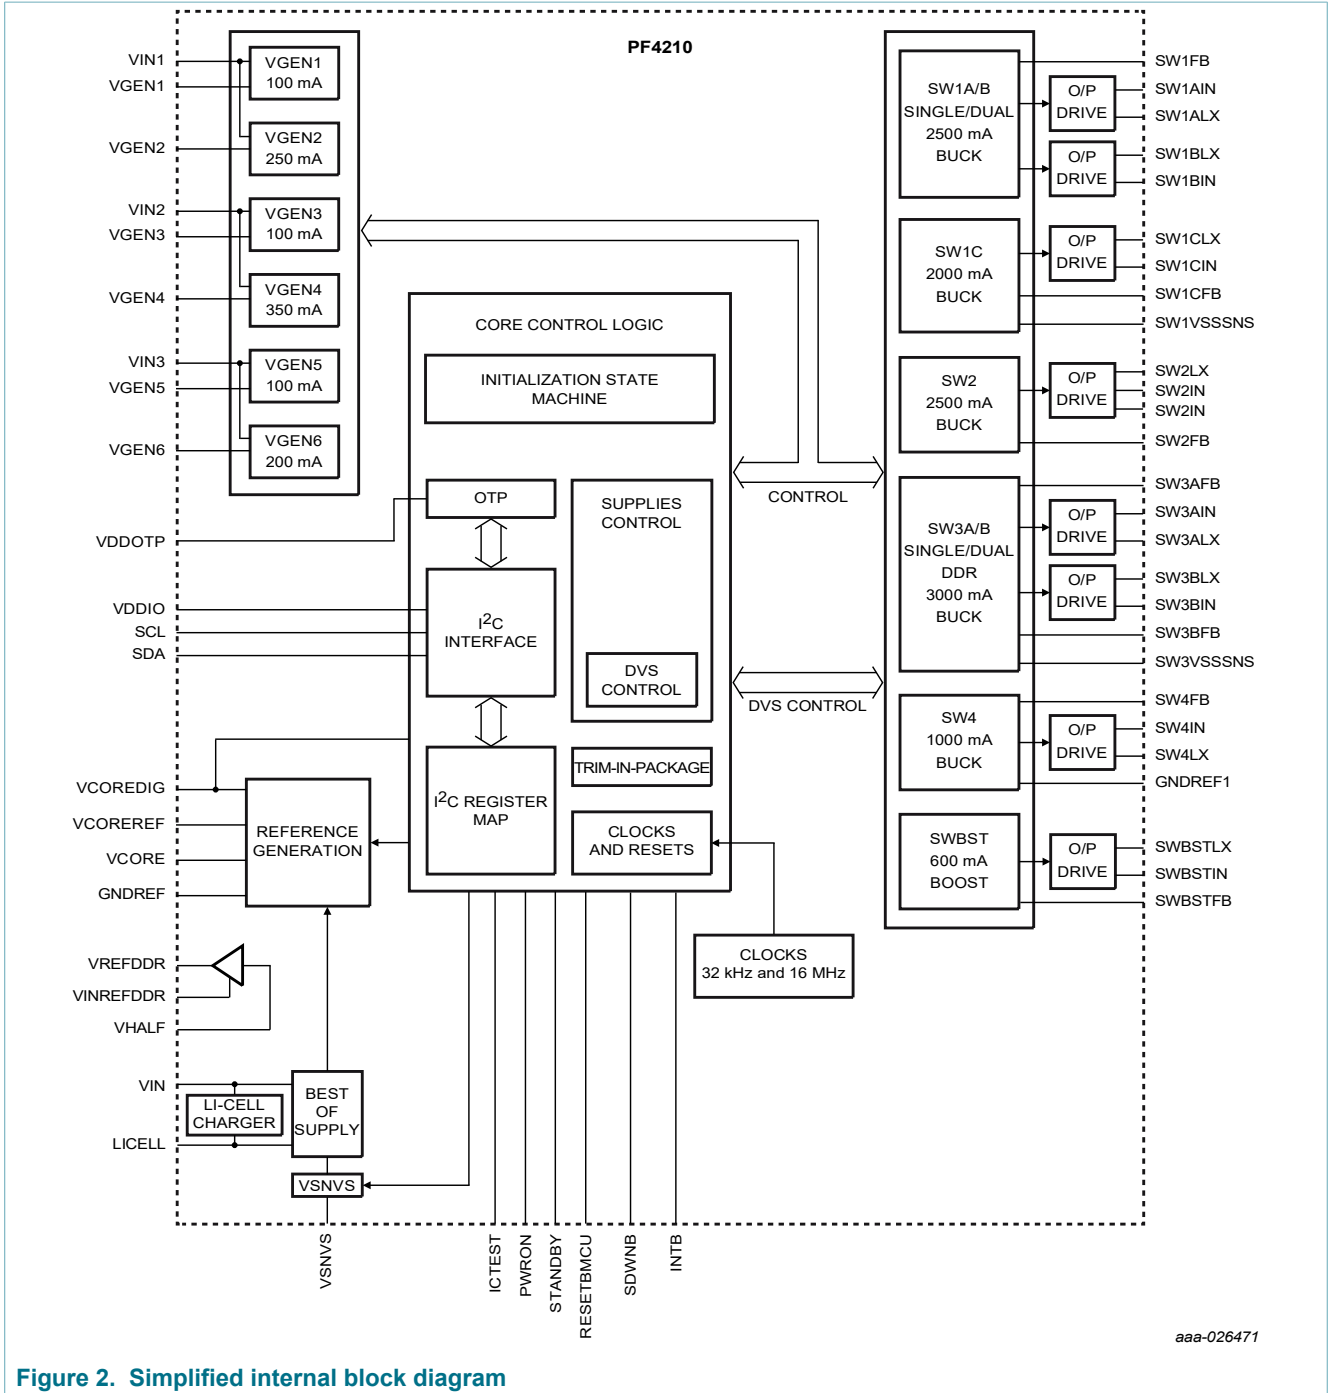 PF4210
VIN1
VGEN1
VGEN2
VIN2
VGEN3
VGEN4
VIN3
VGEN5
VGEN6
VDDOTP
VDDIO
SCL
SDA
VCOREDIG
VCOREREF
VCORE
GNDREF
VREFDDR
VINREFDDR
VHALF
VIN
LICELL
VGEN1
100 mA
VGEN2
250 mA
VGEN3
100 mA
VGEN4
350 mA
VGEN5
100 mA
VGEN6
200 mA
CORE CONTROL LOGIC
INITIALIZATION STATE
MACHINE
OTP
I2C
INTERFACE
I2C REGISTER
MAP
SUPPLIES
CONTROL
DVS
CONTROL
TRIM-IN-PACKAGE
CLOCKS
AND RESETS
REFERENCE
GENERATION
CLOCKS
32 kHz and 16 MHz
LI-CELL
CHARGER
BEST
OF
SUPPLY
VSNVS
CONTROL
DVS CONTROL
SW1A/B
SINGLE/DUAL
2500 mA
BUCK
O/P
DRIVE
O/P
DRIVE
SW1C
2000 mA
BUCK
O/P
DRIVE
SW2
2500 mA
BUCK
O/P
DRIVE
SW3A/B
SINGLE/DUAL
DDR
3000 mA
BUCK
O/P
DRIVE
O/P
DRIVE
SW4
1000 mA
BUCK
O/P
DRIVE
SWBST
600 mA
BOOST
O/P
DRIVE
SW1FB
SW1AIN
SW1ALX
SW1BLX
SW1BIN
SW1CLX
SW1CIN
SW1CFB
SW1VSSSNS
SW2LX
SW2IN
SW2IN
SW2FB
SW3AFB
SW3AIN
SW3ALX
SW3BLX
SW3BIN
SW3BFB
SW3VSSSNS
SW4FB
SW4IN
SW4LX
GNDREF1
SWBSTLX
SWBSTIN
SWBSTFB
VSNVS
ICTEST
PWRON
STANDBY
RESETBMCU
SDWNB
INTB
aaa-026471
Figure 2. Simplified internal block diagram